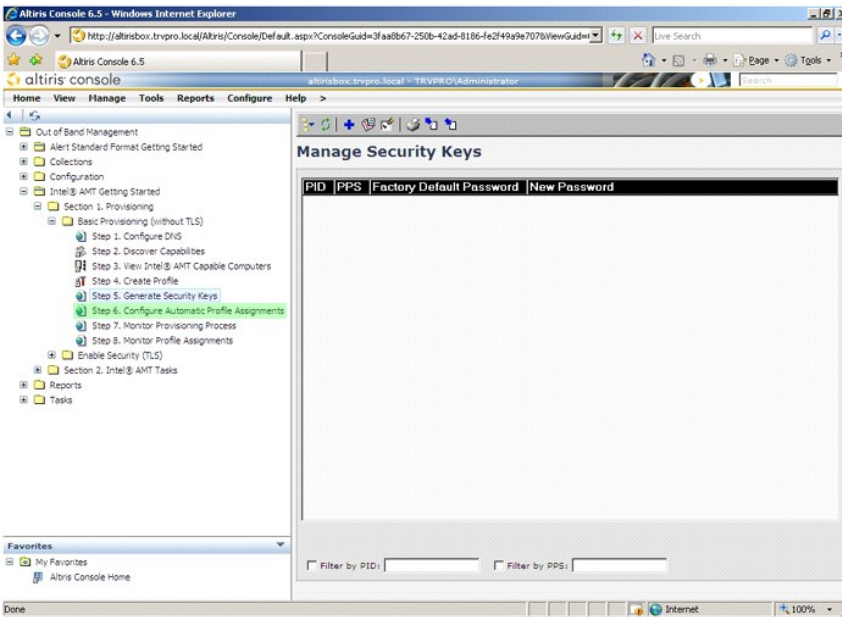 Altiris Console 6.5 - Windows Internet Explorer
http://altirisbox.trvpro.local/Altiris/Console/Default.aspx?ConsoleGuid=3faa8b67-250b-42ad-8186-fe2f49a9e707&ViewGuid=
Live Search
Altiris Console 6.5
Page
Tools
altiris console
altirisbox.trvpro.local - TRVPRO\Administrator
Search
Home View Manage Tools Reports Configure Help >
Out of Band Management
Alert Standard Format Getting Started
Collections
Configuration
Intel® AMT Getting Started
Section 1. Provisioning
Basic Provisioning (without TLS)
Step 1. Configure DNS
Step 2. Discover Capabilities
Step 3. View Intel® AMT Capable Computers
Step 4. Create Profile
Step 5. Generate Security Keys
Step 6. Configure Automatic Profile Assignments
Step 7. Monitor Provisioning Process
Step 8. Monitor Profile Assignments
Enable Security (TLS)
Section 2. Intel® AMT Tasks
Reports
Tasks
Manage Security Keys
PID PPS Factory Default Password New Password
Filter by PID:
Filter by PPS:
Favorites
My Favorites
Altiris Console Home
Done
Internet
100%